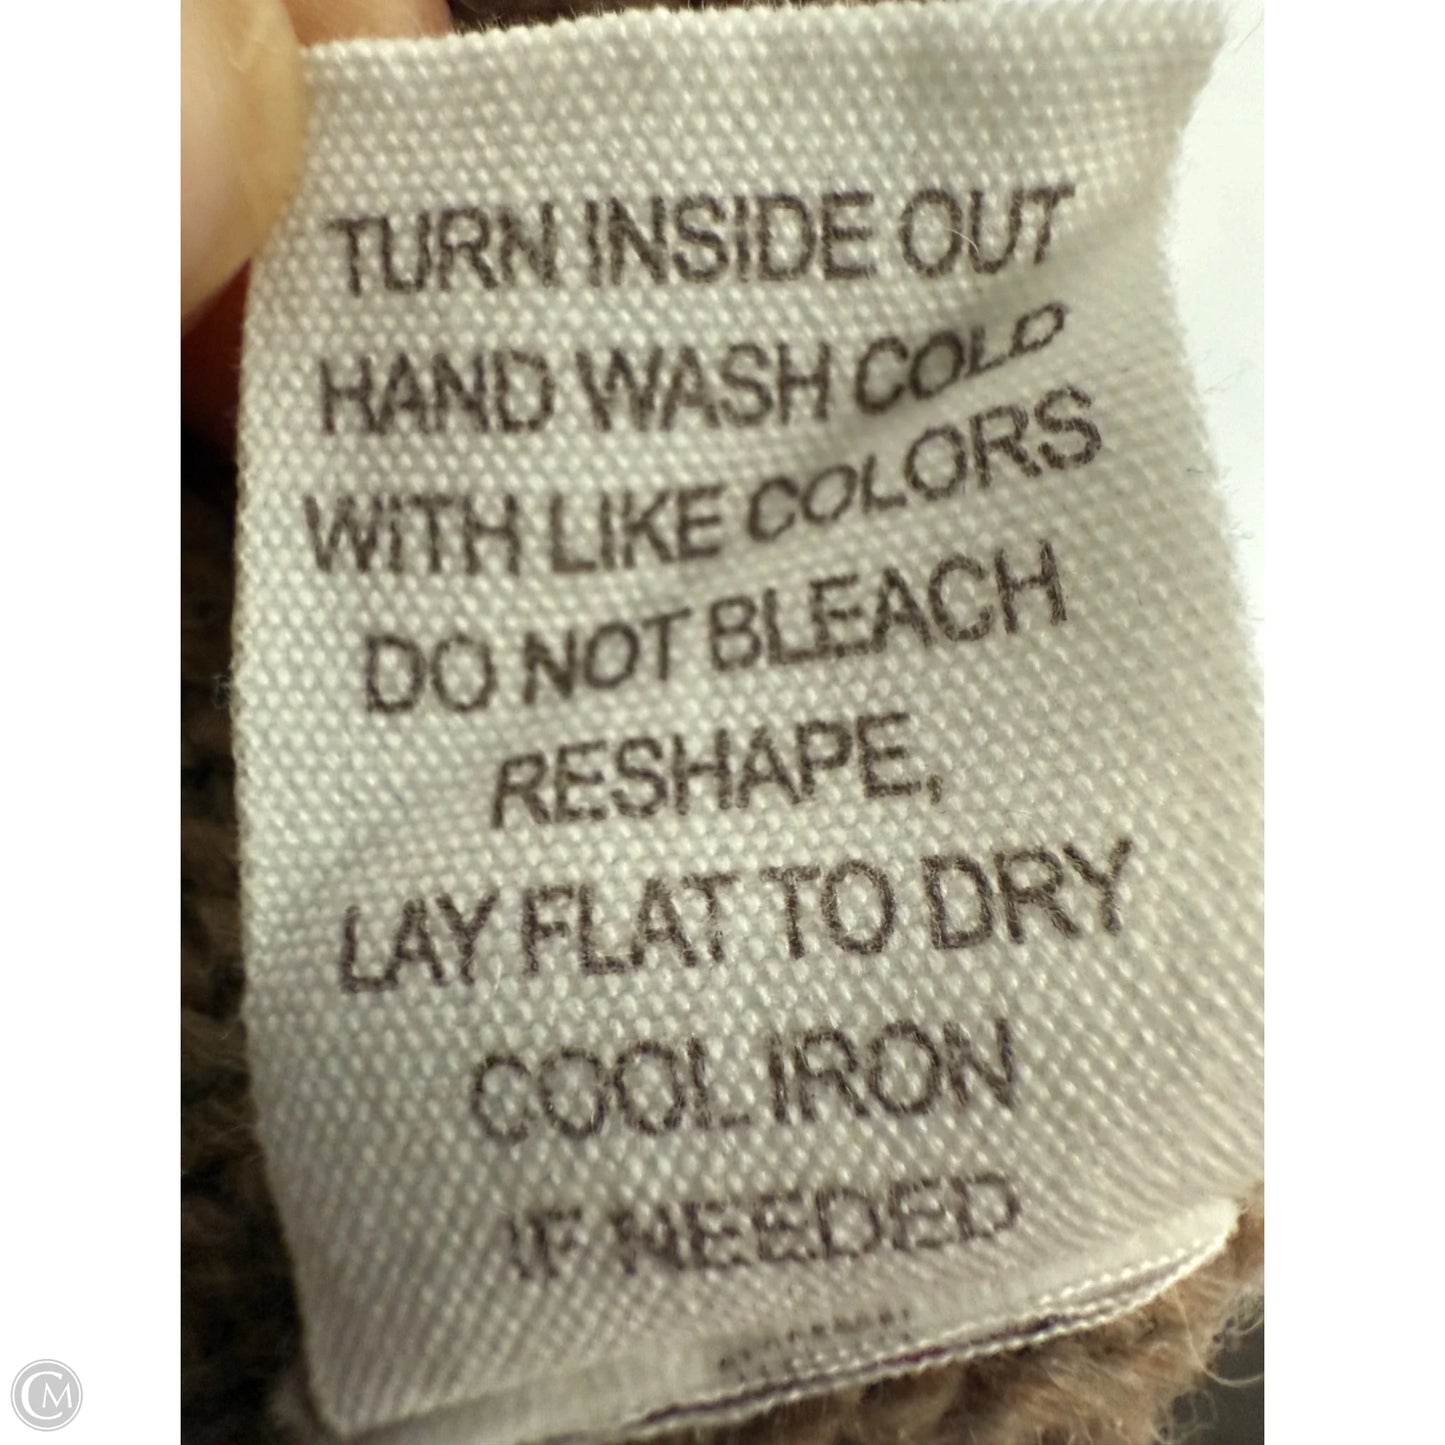 TURN INSIDE OUT
HAND WASH COLD
WITH LIKE COLORS
DO NOT BLEACH
RESHAPE,
LAY FLAT TO DRY
COOL IRON
IF NEEDED
CM